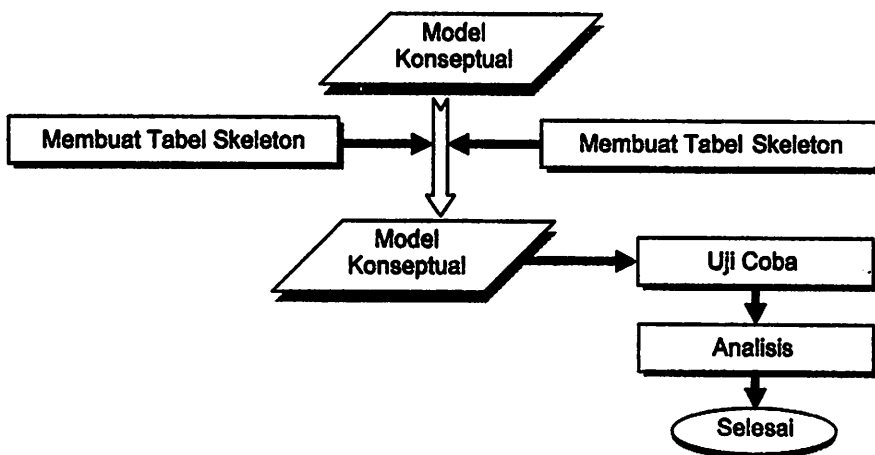 Model
Konseptual
Membuat Tabel Skeleton
Membuat Tabel Skeleton
Model
Konseptual
Uji Coba
Analisis
Selesai